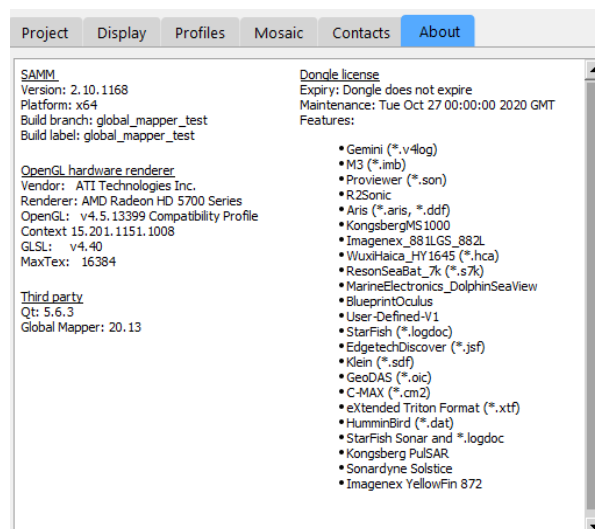 Project
Display
Profiles
Mosaic
Contacts
About
SAMM
Version: 2.10.1168
Platform: x64
Build branch: global_mapper_test
Build label: global_mapper_test
OpenGL hardware renderer
Vendor: ATI Technologies Inc.
Renderer: AMD Radeon HD 5700 Series
OpenGL: v4.5.13399 Compatibility Profile
Context 15.201.1151.1008
GLSL: v4.40
MaxTex: 16384
Third party
Qt: 5.6.3
Global Mapper: 20.13
Dongle license
Expiry: Dongle does not expire
Maintenance: Tue Oct 27 00:00:00 2020 GMT
Features:
• Gemini (*.v4log)
• M3 (*.imb)
• Proviewer (*.son)
• R2Sonic
• Aris (*.aris, *.ddf)
• KongsbergMS1000
• Imagenex_881LGS_882L
• WuxiHaica_HY1645 (*.hca)
• ResonSeaBat_7k (*.s7k)
• MarineElectronics_DolphinSeaView
• BlueprintOculus
• User-Defined-V1
• StarFish (*.logdoc)
• EdgetechDiscover (*.jsf)
• Klein (*.sdf)
• GeoDAS (*.oic)
• C-MAX (*.cm2)
• eXtended Triton Format (*.xtf)
• HumminBird (*.dat)
• StarFish Sonar and *.logdoc
• Kongsberg PulSAR
• Sonardyne Solstice
• Imagenex YellowFin 872